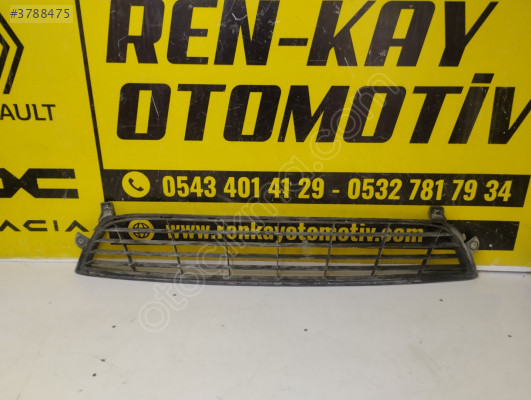 #3788475
REN-KAY
OTOMOTİV
AULT
ACIA
0543 401 41 29 - 0532 781 79 34
www.renkayotomotiv.com